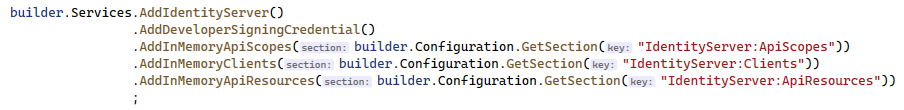 builder.Services.AddIdentityServer()
.AddDeveloperSigningCredential()
.AddInMemoryApiScopes( section: builder.Configuration.GetSection( key: "IdentityServer:ApiScopes"))
.AddInMemoryClients( section: builder.Configuration.GetSection( key: "IdentityServer:Clients"))
.AddInMemoryApiResources( section: builder.Configuration.GetSection( key: "IdentityServer:ApiResources"))
;